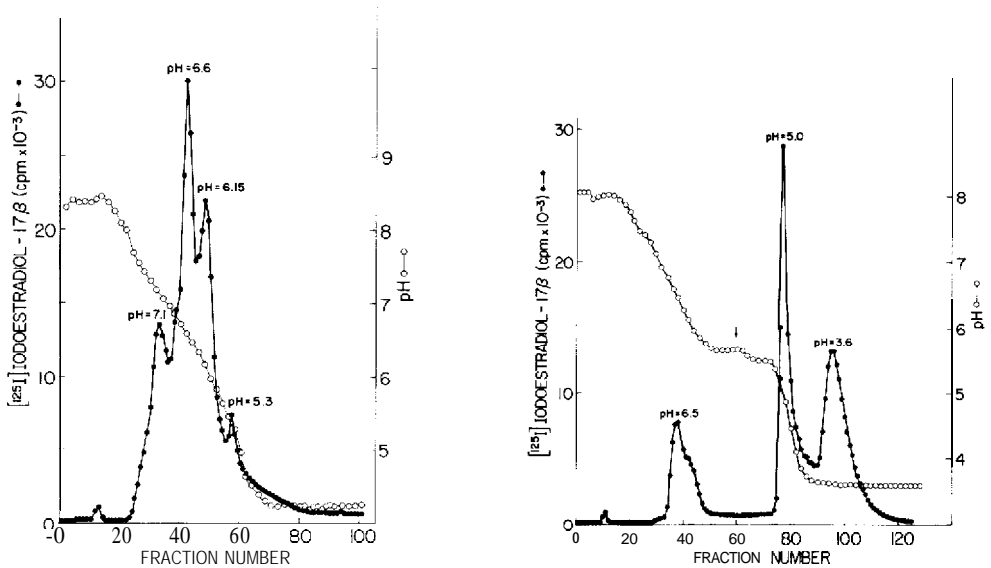 [125I] IODOESTRADIOL - 17β (cpm x 10-3) •—•
30
20
10
0
pH=6.6
pH=6.15
pH=7.1
pH=5.3
9
8
7
6
5
pH ○—○
0
20
40
60
80
100
FRACTION NUMBER
[125I] IODOESTRADIOL - 17β (cpm x 10-3) •—•
30
20
10
0
pH=5.0
pH=3.6
pH=6.5
8
7
6
5
4
pH ○—○
0
20
40
60
80
100
120
FRACTION NUMBER